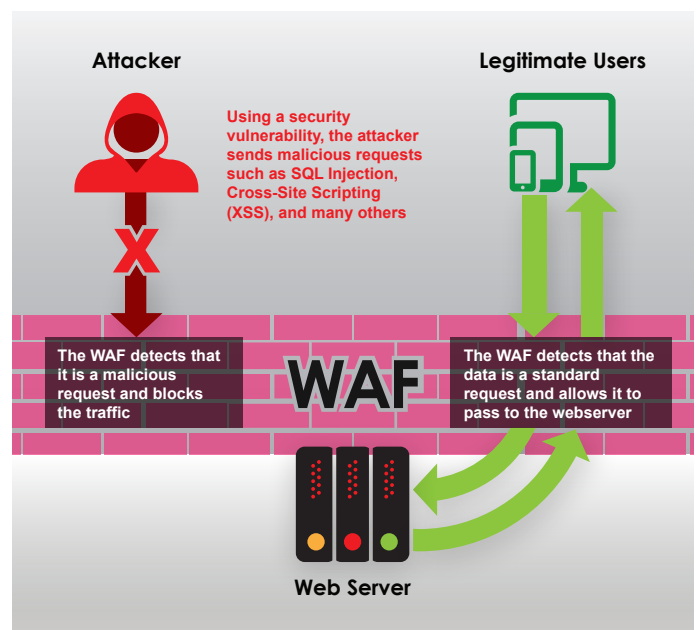 Attacker
Legitimate Users
Using a security
vulnerability, the attacker
sends malicious requests
such as SQL Injection,
Cross-Site Scripting
(XSS), and many others
X
The WAF detects that
it is a malicious
request and blocks
the traffic
WAF
The WAF detects that the
data is a standard
request and allows it to
pass to the webserver
Web Server